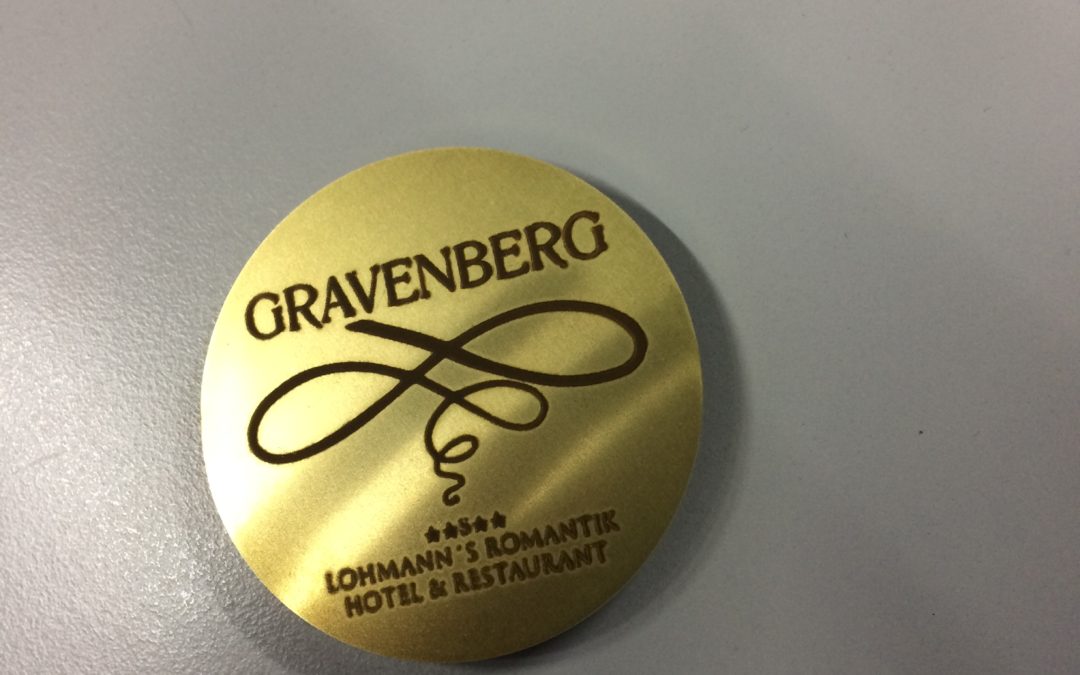 GRAVENBERG
★★S★★
LOHMANN´S ROMANTIK
HOTEL & RESTAURANT